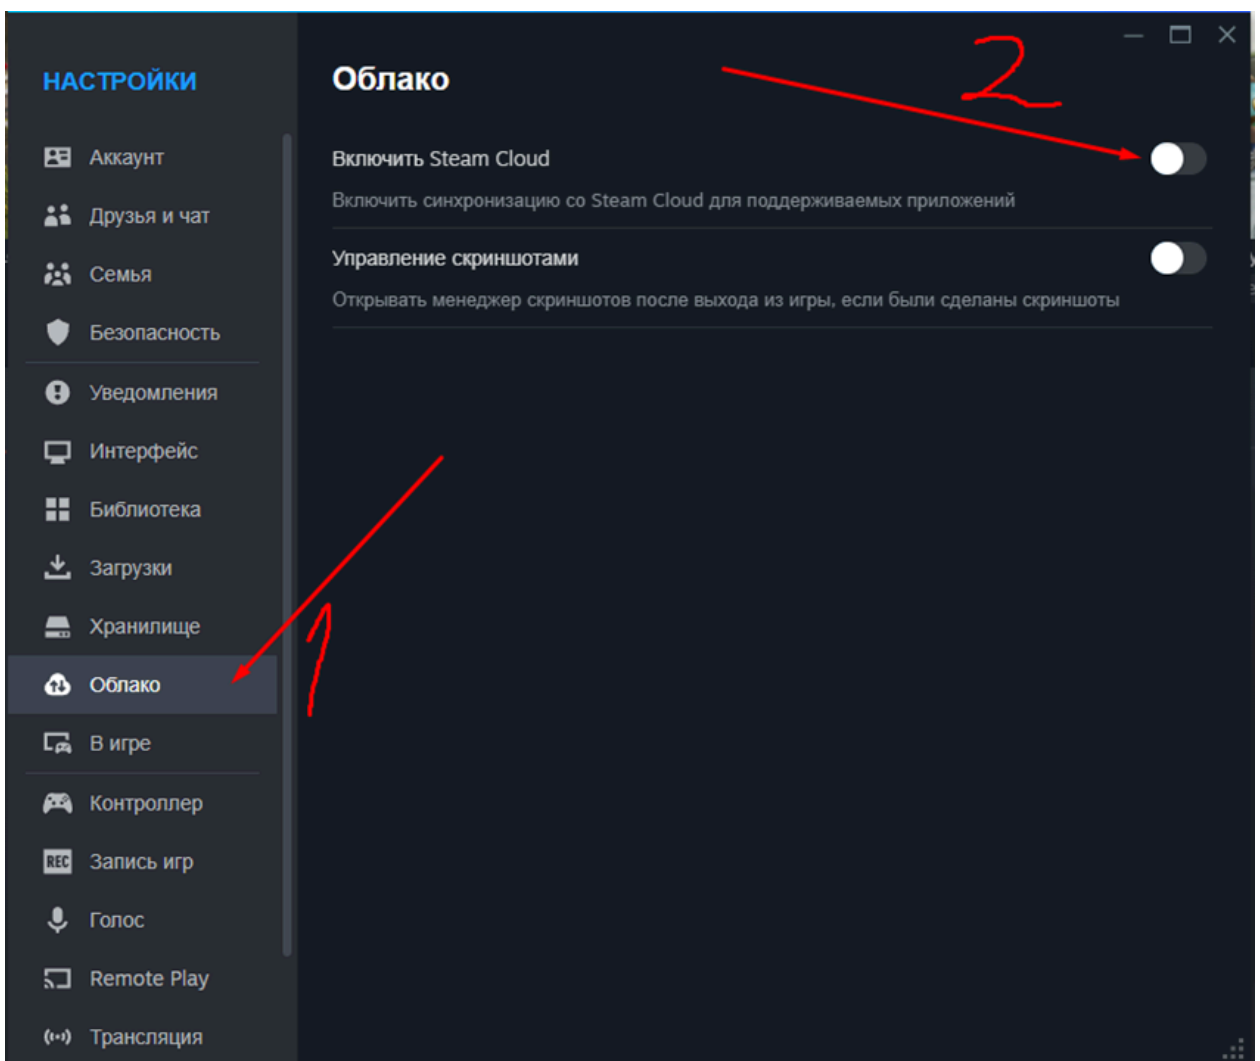 НАСТРОЙКИ
Аккаунт
Друзья и чат
Семья
Безопасность
Уведомления
Интерфейс
Библиотека
Загрузки
Хранилище
Облако
В игре
Контроллер
REC Запись игр
Голос
Remote Play
Трансляция
Облако
2
Включить Steam Cloud
Включить синхронизацию со Steam Cloud для поддерживаемых приложений
Управление скриншотами
Открывать менеджер скриншотов после выхода из игры, если были сделаны скриншоты
1